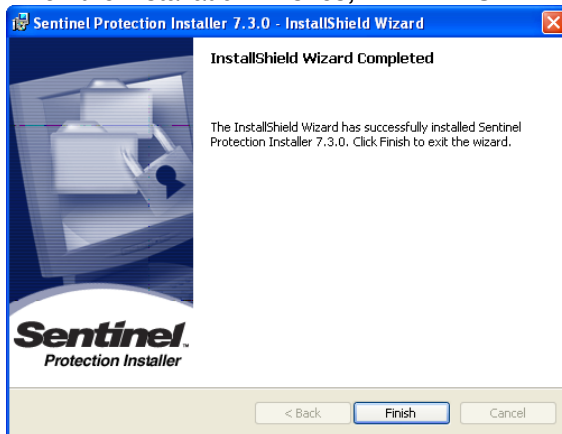 Sentinel Protection Installer 7.3.0 - InstallShield Wizard
InstallShield Wizard Completed
The InstallShield Wizard has successfully installed Sentinel
Protection Installer 7.3.0. Click Finish to exit the wizard.
Sentinel™
Protection Installer
< Back Finish Cancel